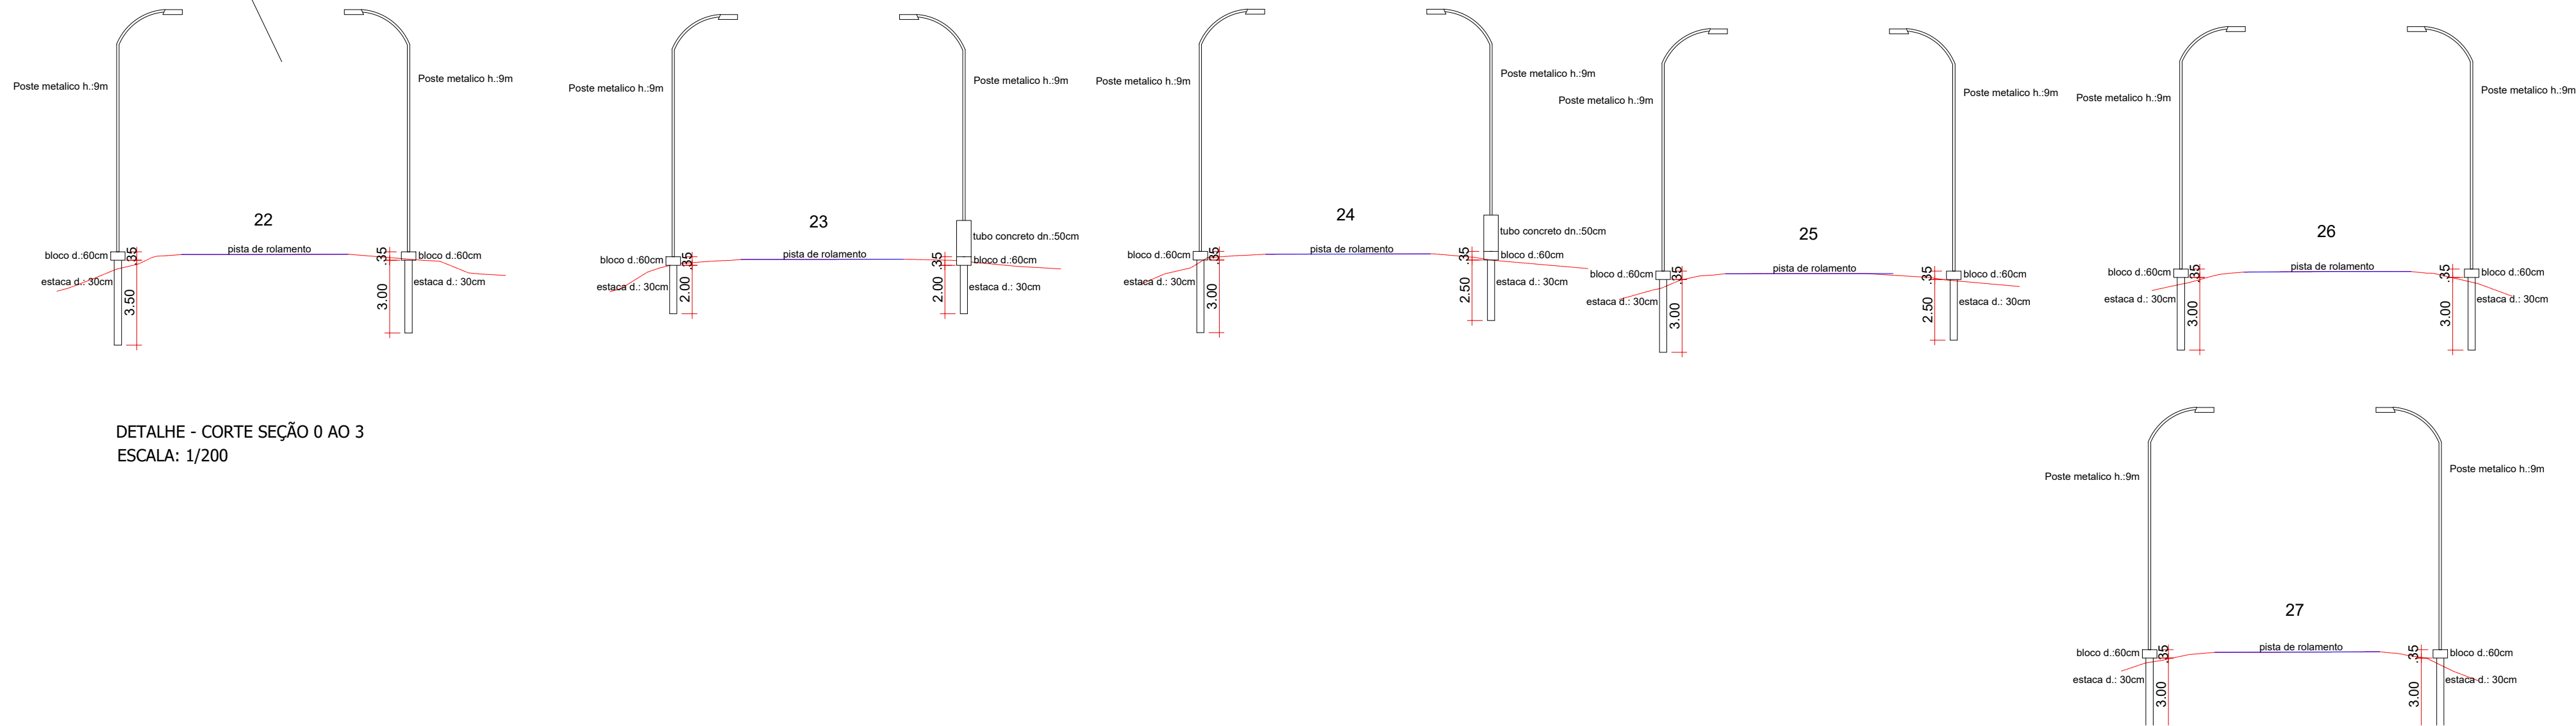 Poste metalico h.:9m
Poste metalico h.:9m
22
bloco d.:60cm
.35
pista de rolamento
.35
bloco d.:60cm
estaca d.: 30cm
3.50
3.00
estaca d.: 30cm
Poste metalico h.:9m
Poste metalico h.:9m
23
tubo concreto dn.:50cm
bloco d.:60cm
.35
pista de rolamento
.35
bloco d.:60cm
estaca d.: 30cm
2.00
2.00
estaca d.: 30cm
Poste metalico h.:9m
Poste metalico h.:9m
24
tubo concreto dn.:50cm
bloco d.:60cm
.35
pista de rolamento
.35
bloco d.:60cm
estaca d.: 30cm
3.00
2.50
estaca d.: 30cm
Poste metalico h.:9m
Poste metalico h.:9m
25
bloco d.:60cm
.35
pista de rolamento
.35
bloco d.:60cm
estaca d.: 30cm
3.00
2.50
estaca d.: 30cm
Poste metalico h.:9m
Poste metalico h.:9m
26
bloco d.:60cm
.35
pista de rolamento
.35
bloco d.:60cm
estaca d.: 30cm
3.00
3.00
estaca d.: 30cm
DETALHE - CORTE SEÇÃO 0 AO 3
ESCALA: 1/200
Poste metalico h.:9m
Poste metalico h.:9m
27
bloco d.:60cm
.35
pista de rolamento
.35
bloco d.:60cm
estaca d.: 30cm
3.00
3.00
estaca d.: 30cm